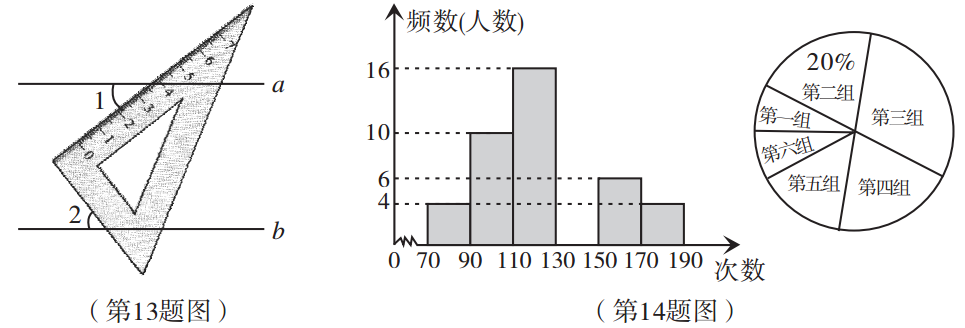 0 1 2 3 4 5 6 7
1
2
a
b
（第13题图）
频数(人数)
16
10
6
4
0 70 90 110 130 150 170 190
次数
20%
第二组
第三组
第一组
第六组
第五组
第四组
（第14题图）